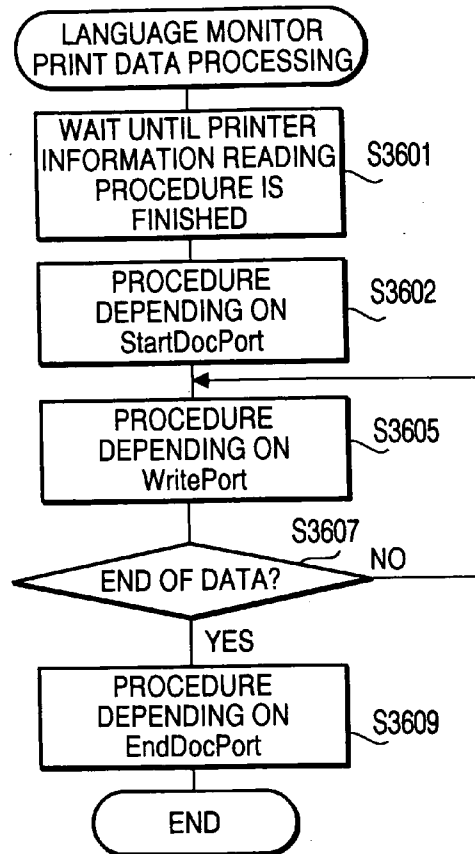 LANGUAGE MONITOR
PRINT DATA PROCESSING
WAIT UNTIL PRINTER
INFORMATION READING
PROCEDURE IS
FINISHED
S3601
PROCEDURE
DEPENDING ON
StartDocPort
S3602
PROCEDURE
DEPENDING ON
WritePort
S3605
S3607
END OF DATA?
NO
YES
PROCEDURE
DEPENDING ON
EndDocPort
S3609
END